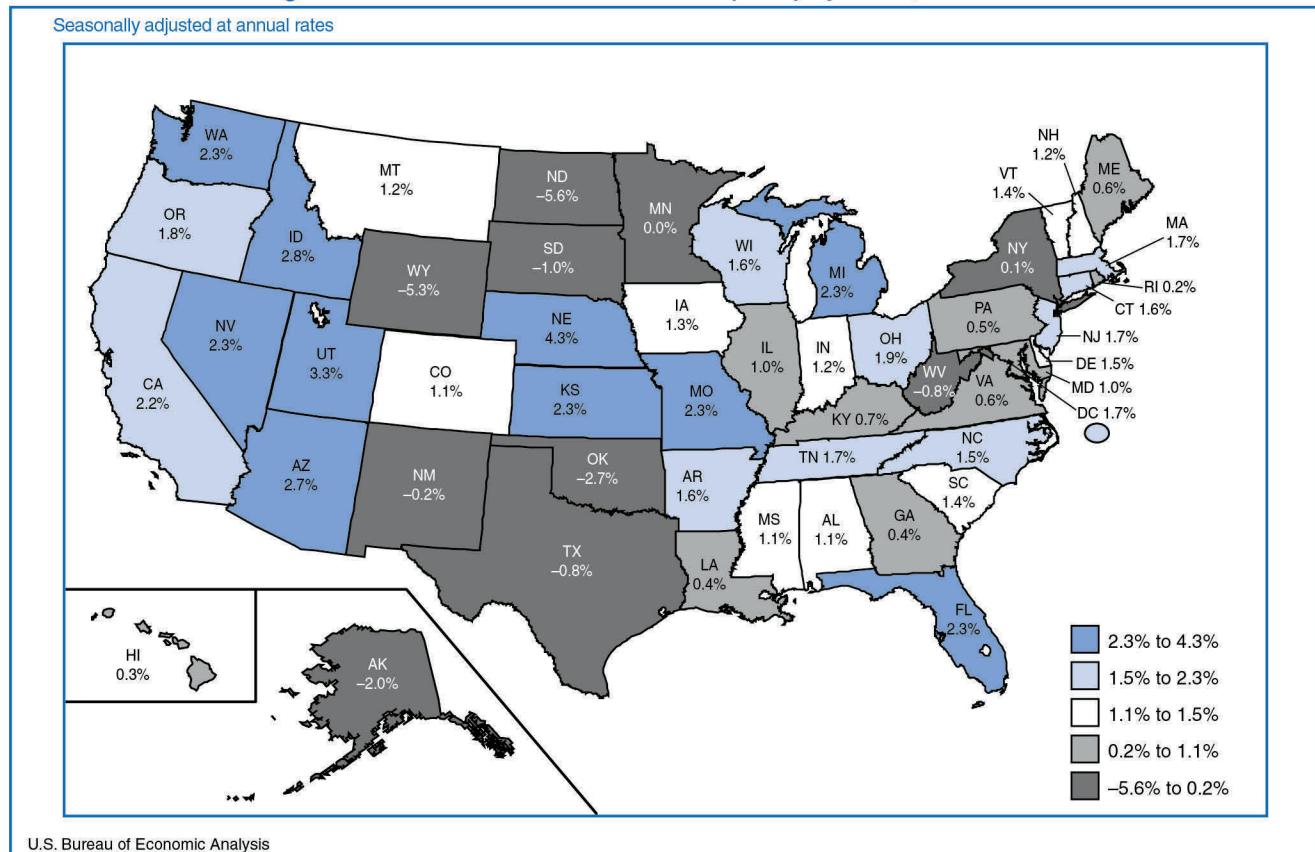 Seasonally adjusted at annual rates
WA
2.3%
MT
1.2%
ND
–5.6%
MN
0.0%
NH
1.2%
VT
1.4%
ME
0.6%
OR
1.8%
ID
2.8%
WY
–5.3%
SD
–1.0%
WI
1.6%
MI
2.3%
NY
0.1%
MA
1.7%
RI 0.2%
CT 1.6%
NV
2.3%
UT
3.3%
NE
4.3%
IA
1.3%
PA
0.5%
NJ 1.7%
DE 1.5%
MD 1.0%
DC 1.7%
CA
2.2%
CO
1.1%
KS
2.3%
MO
2.3%
IL
1.0%
IN
1.2%
OH
1.9%
WV
–0.8%
VA
0.6%
KY 0.7%
AZ
2.7%
NM
–0.2%
OK
–2.7%
AR
1.6%
TN 1.7%
NC
1.5%
SC
1.4%
TX
–0.8%
LA
0.4%
MS
1.1%
AL
1.1%
GA
0.4%
FL
2.3%
HI
0.3%
AK
–2.0%
2.3% to 4.3%
1.5% to 2.3%
1.1% to 1.5%
0.2% to 1.1%
–5.6% to 0.2%
U.S. Bureau of Economic Analysis